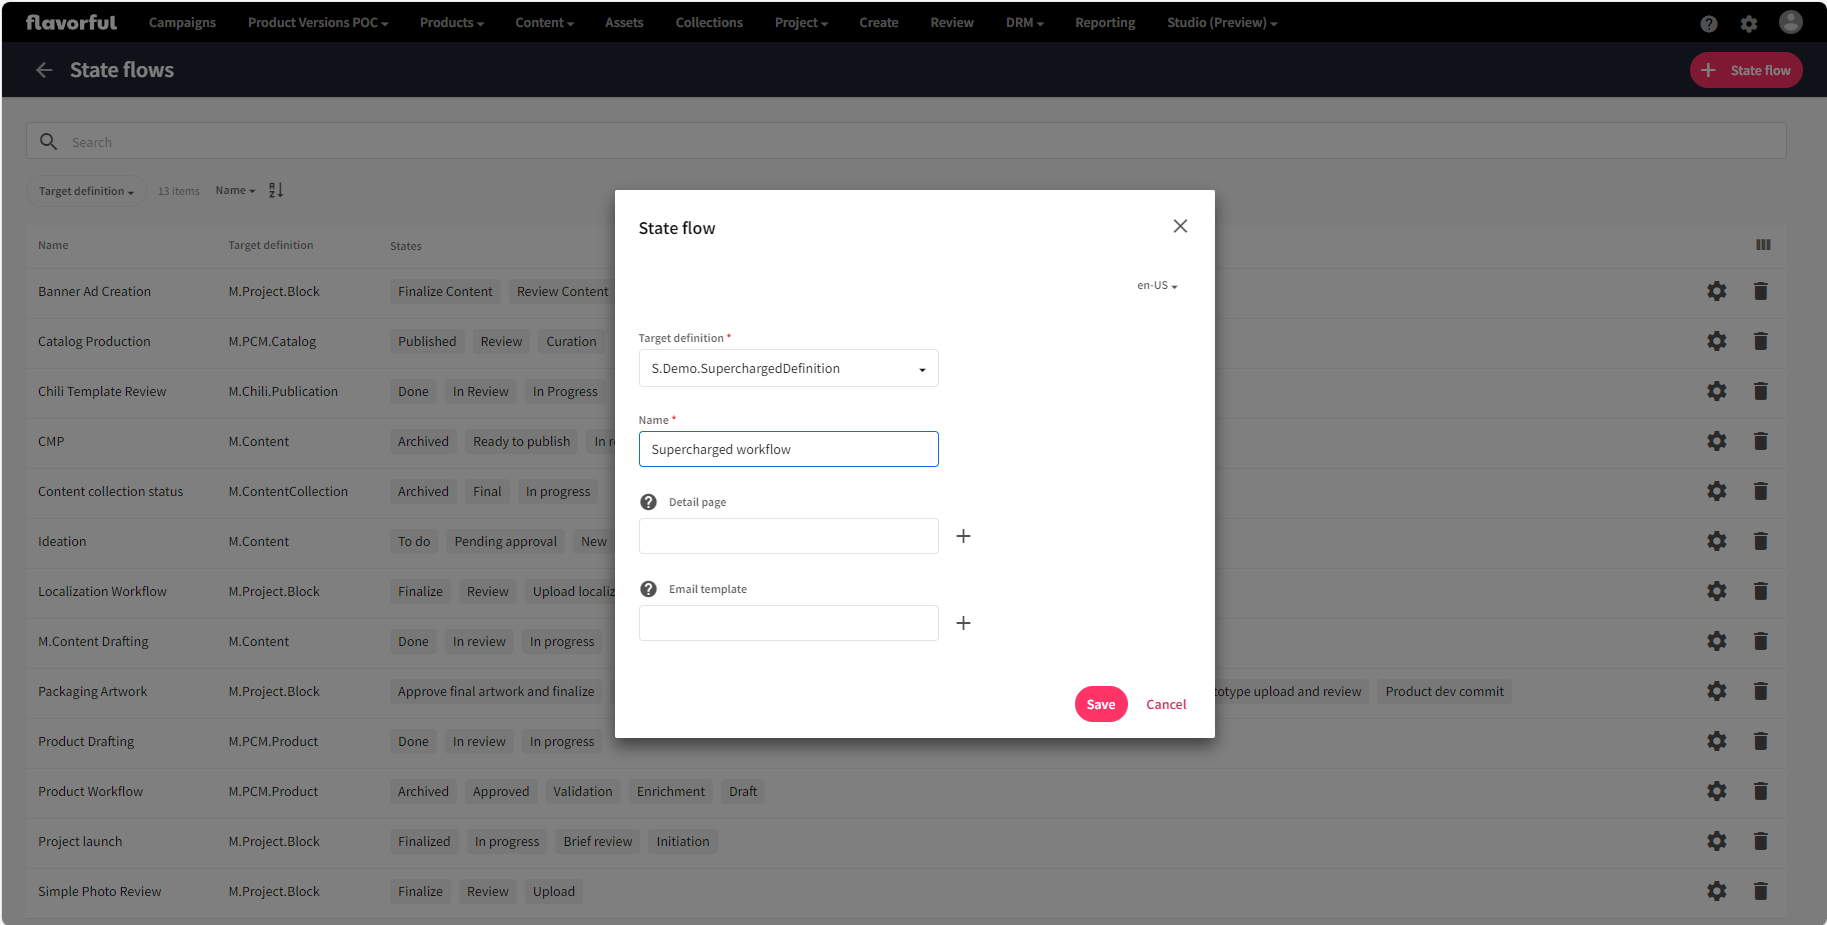 flavorful Campaigns Product Versions POC Products Content Assets Collections Project Create Review DRM Reporting Studio (Preview)
State flows
State flow
Search
Target definition 13 items Name
State flow
en-US
Target definition *
S.Demo.SuperchargedDefinition
Name *
Supercharged workflow
Detail page
Email template
Save Cancel
Name Target definition States
Banner Ad Creation M.Project.Block Finalize Content Review Content
Catalog Production M.PCM.Catalog Published Review Curation
Chili Template Review M.Chili.Publication Done In Review In Progress
CMP M.Content Archived Ready to publish In r
Content collection status M.ContentCollection Archived Final In progress
Ideation M.Content To do Pending approval New
Localization Workflow M.Project.Block Finalize Review Upload localiz
M.Content Drafting M.Content Done In review In progress
Packaging Artwork M.Project.Block Approve final artwork and finalize totype upload and review Product dev commit
Product Drafting M.PCM.Product Done In review In progress
Product Workflow M.PCM.Product Archived Approved Validation Enrichment Draft
Project launch M.Project.Block Finalized In progress Brief review Initiation
Simple Photo Review M.Project.Block Finalize Review Upload